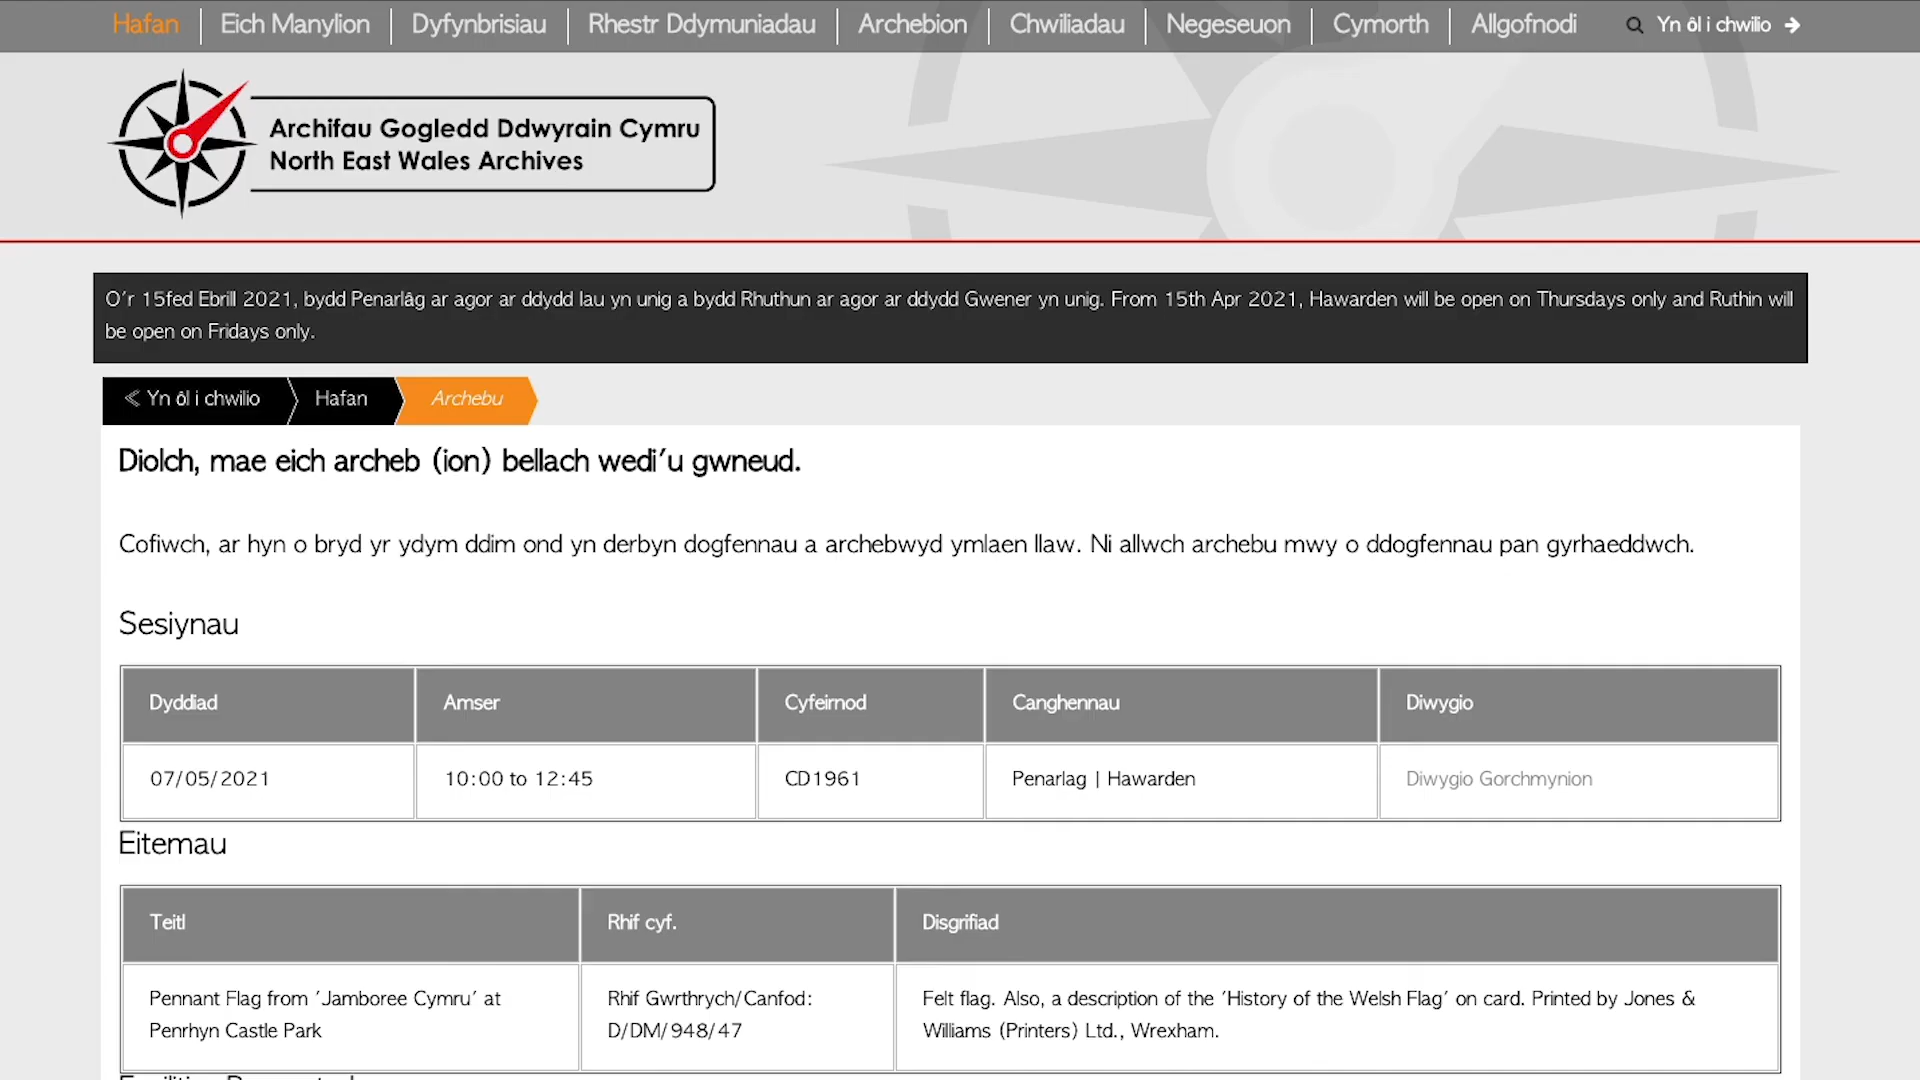 Hafan
Eich Manylion
Dyfynbrisiau
Rhestr Ddymuniadau
Archebion
Chwiliadau
Negeseuon
Cymorth
Allgofnodi
Yn ôl i chwilio
Archifau Gogledd Ddwyrain Cymru
North East Wales Archives
O'r 15fed Ebrill 2021, bydd Penarlâg ar agor ar ddydd Iau yn unig a bydd Rhuthun ar agor ar ddydd Gwener yn unig. From 15th Apr 2021, Hawarden will be open on Thursdays only and Ruthin will
be open on Fridays only.
Yn ôl i chwilio
Hafan
Archebu
Diolch, mae eich archeb (ion) bellach wedi'u gwneud.
Cofiwch, ar hyn o bryd yr ydym ddim ond yn derbyn dogfennau a archebwyd ymlaen llaw. Ni allwch archebu mwy o ddogfennau pan gyrhaeddwch.
Sesiynau
Dyddiad
Amser
Cyfeirnod
Canghennau
Diwygio
07/05/2021
10:00 to 12:45
CD1961
Penarlag | Hawarden
Diwygio Gorchmynion
Eitemau
Teitl
Rhif cyf.
Disgrifiad
Pennant Flag from 'Jamboree Cymru' at
Penrhyn Castle Park
Rhif Gwrthrych/Canfod:
D/DM/948/47
Felt flag. Also, a description of the 'History of the Welsh Flag' on card. Printed by Jones &
Williams (Printers) Ltd., Wrexham.